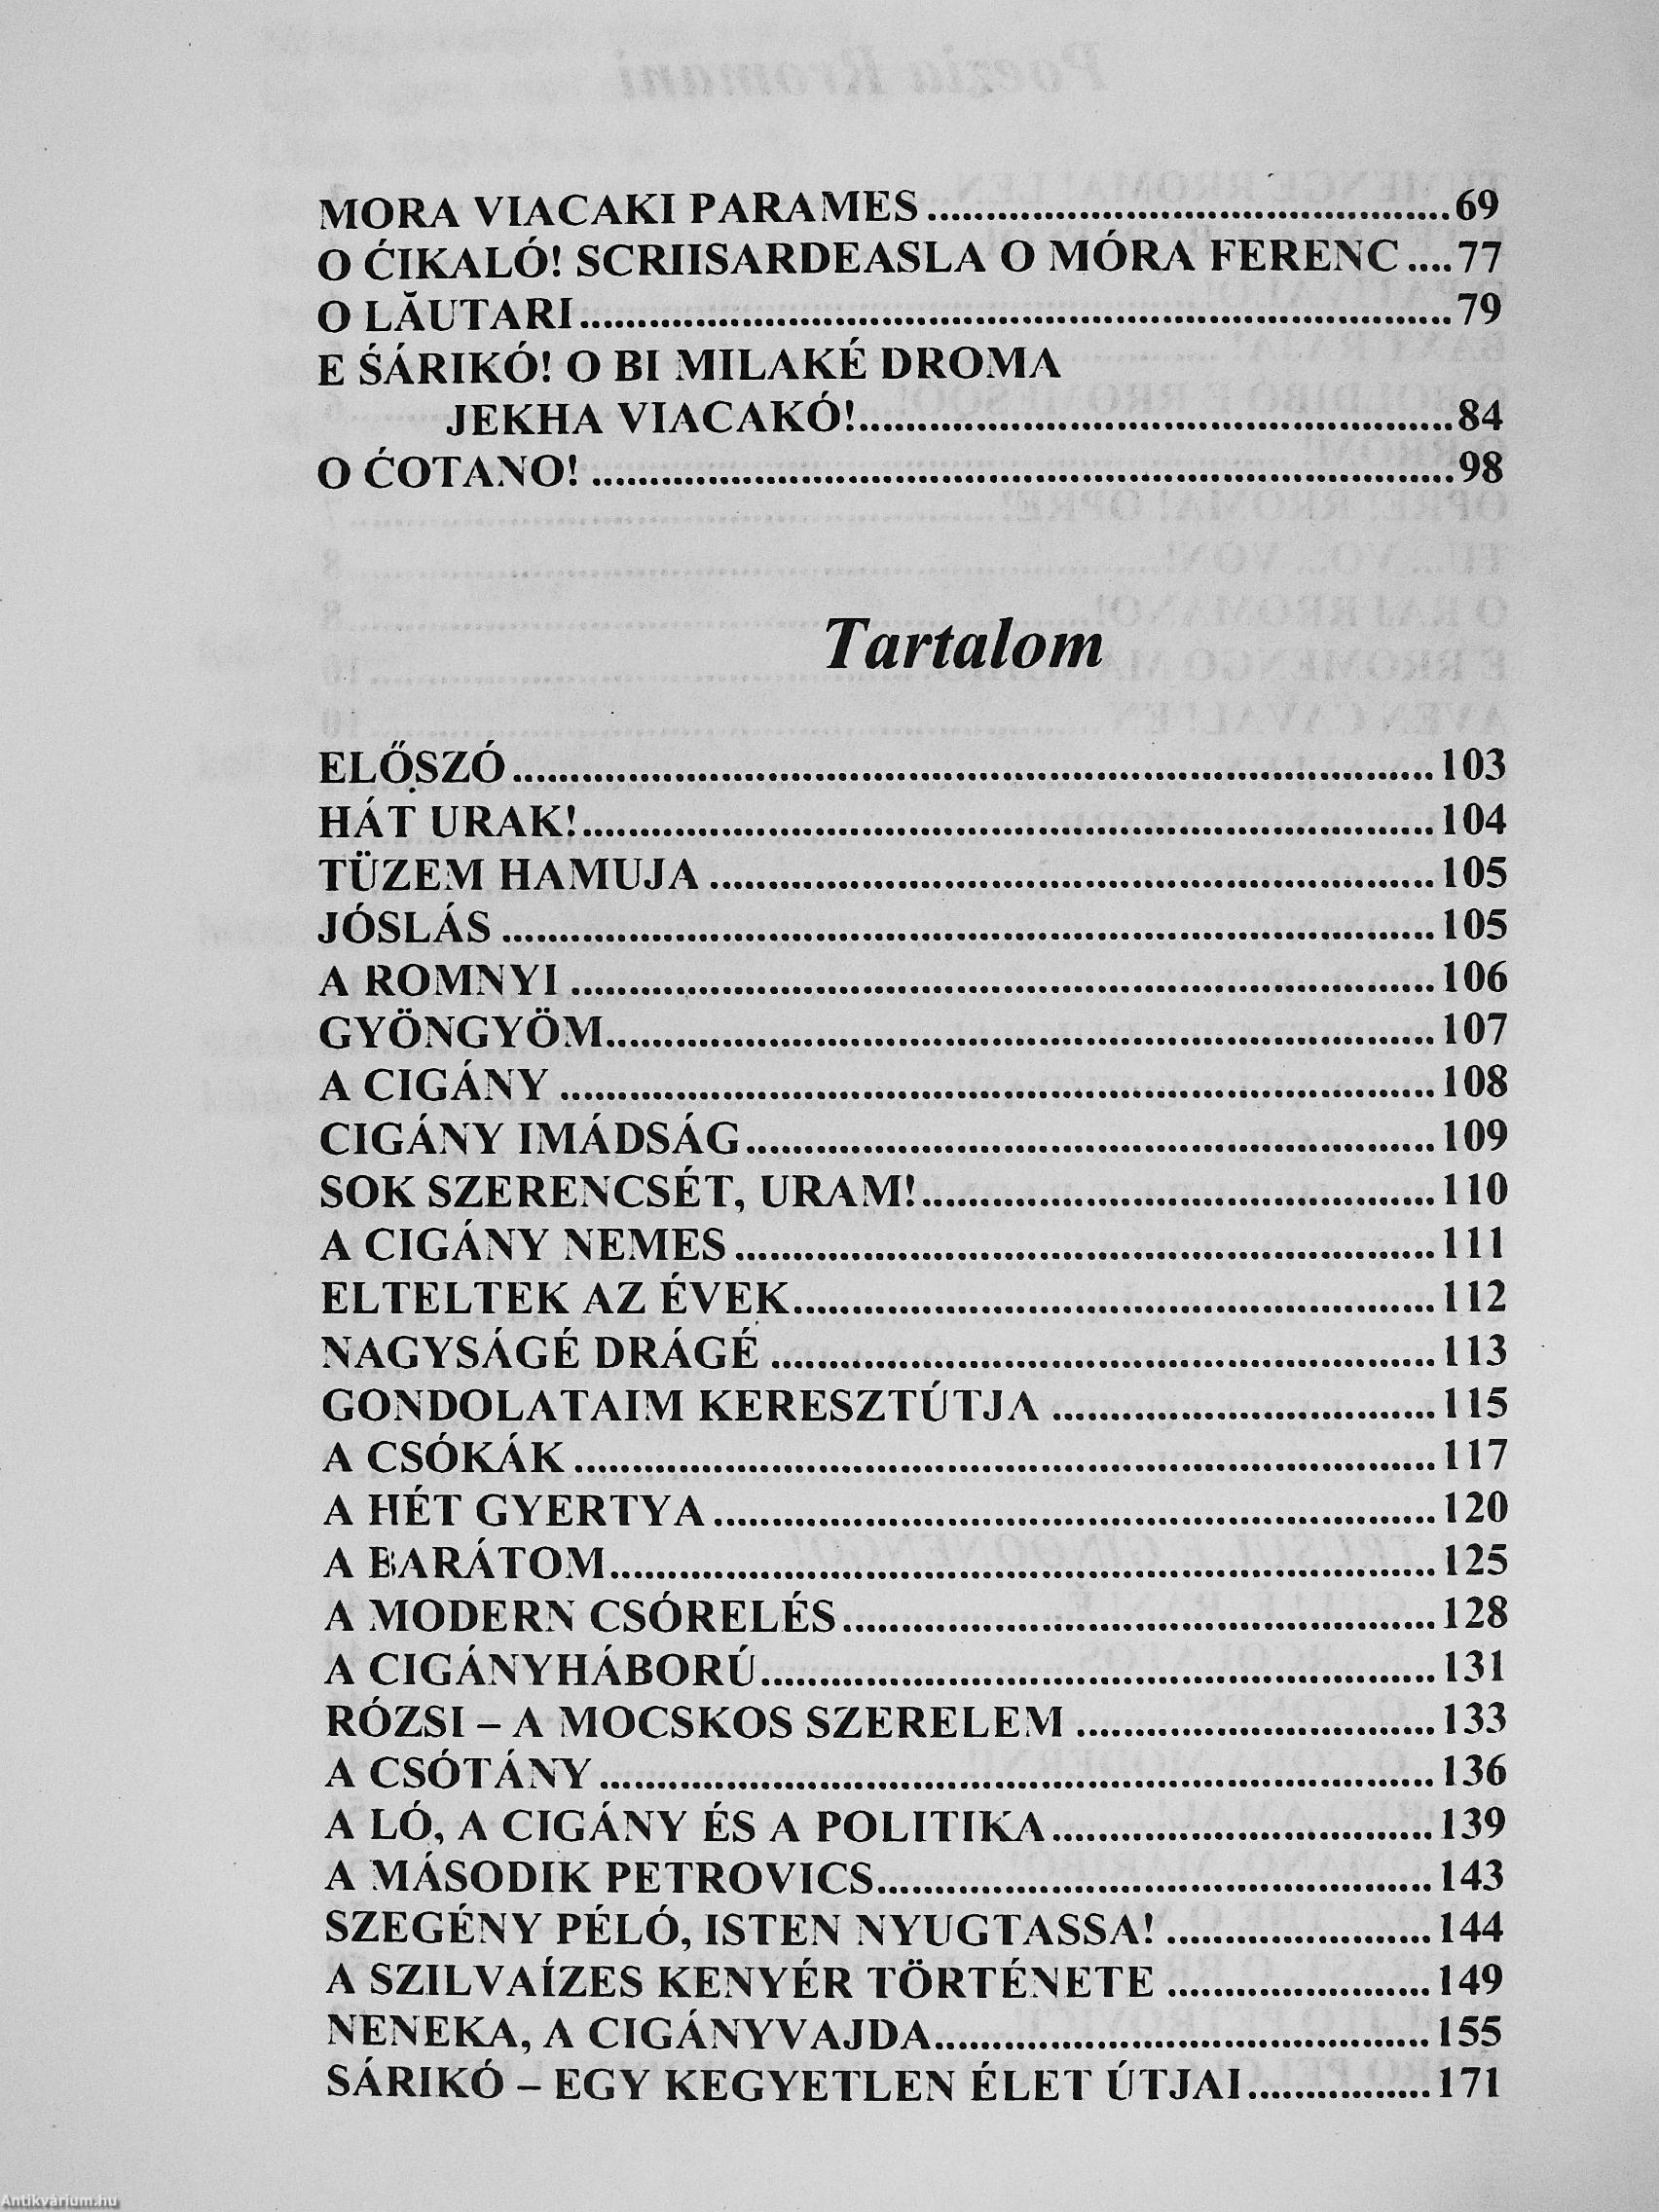 MORA VIACAKI PARAMES ........ 69
O ĆIKALÓ! SCRIISARDEASLA O MÓRA FERENC .... 77
O LĂUTARI ........ 79
E ŚÁRIKÓ! O BI MILAKÉ DROMA
JEKHA VIACAKÓ! ........ 84
O ĆOTANO! ........ 98
Tartalom
ELŐSZÓ ........ 103
HÁT URAK! ........ 104
TÜZEM HAMUJA ........ 105
JÓSLÁS ........ 105
A ROMNYI ........ 106
GYÖNGYÖM ........ 107
A CIGÁNY ........ 108
CIGÁNY IMÁDSÁG ........ 109
SOK SZERENCSÉT, URAM! ........ 110
A CIGÁNY NEMES ........ 111
ELTELTEK AZ ÉVEK ........ 112
NAGYSÁGÉ DRÁGÉ ........ 113
GONDOLATAIM KERESZTÚTJA ........ 115
A CSÓKÁK ........ 117
A HÉT GYERTYA ........ 120
A BARÁTOM ........ 125
A MODERN CSÓRELÉS ........ 128
A CIGÁNYHÁBORÚ ........ 131
RÓZSI – A MOCSKOS SZERELEM ........ 133
A CSÓTÁNY ........ 136
A LÓ, A CIGÁNY ÉS A POLITIKA ........ 139
A MÁSODIK PETROVICS ........ 143
SZEGÉNY PÉLÓ, ISTEN NYUGTASSA! ........ 144
A SZILVAÍZES KENYÉR TÖRTÉNETE ........ 149
NENEKA, A CIGÁNYVAJDA ........ 155
SÁRIKÓ – EGY KEGYETLEN ÉLET ÚTJAI ........ 171
Antikvárium.hu